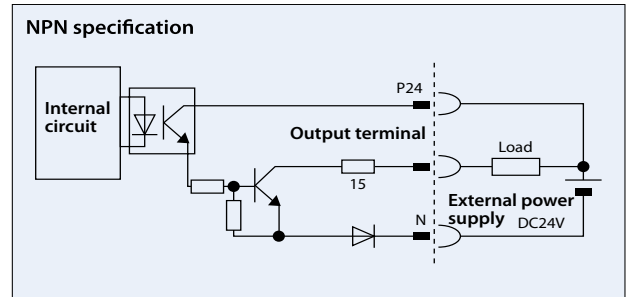 NPN specification
P24
Internal
circuit
Output terminal
Load
15
External power
supply
DC24V
N